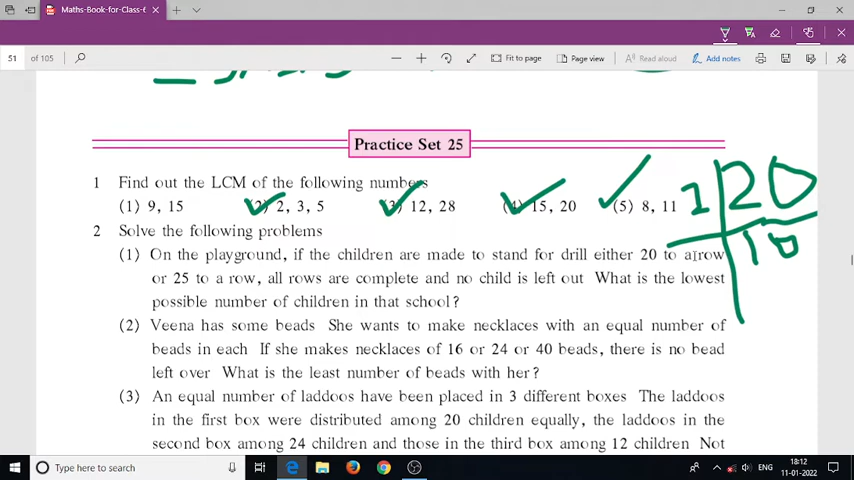 Maths-Book-for-Class-6
51 of 105
Fit to page
Page view
Read aloud
Add notes
Practice Set 25
1 Find out the LCM of the following numbers
(1) 9, 15 (2) 2, 3, 5 (3) 12, 28 (4) 15, 20 (5) 8, 11
1 20
10
2 Solve the following problems
(1) On the playground, if the children are made to stand for drill either 20 to a row
or 25 to a row, all rows are complete and no child is left out What is the lowest
possible number of children in that school?
(2) Veena has some beads She wants to make necklaces with an equal number of
beads in each If she makes necklaces of 16 or 24 or 40 beads, there is no bead
left over What is the least number of beads with her?
(3) An equal number of laddoos have been placed in 3 different boxes The laddoos
in the first box were distributed among 20 children equally, the laddoos in the
second box among 24 children and those in the third box among 12 children Not
Type here to search
ENG
18:12
11-01-2022